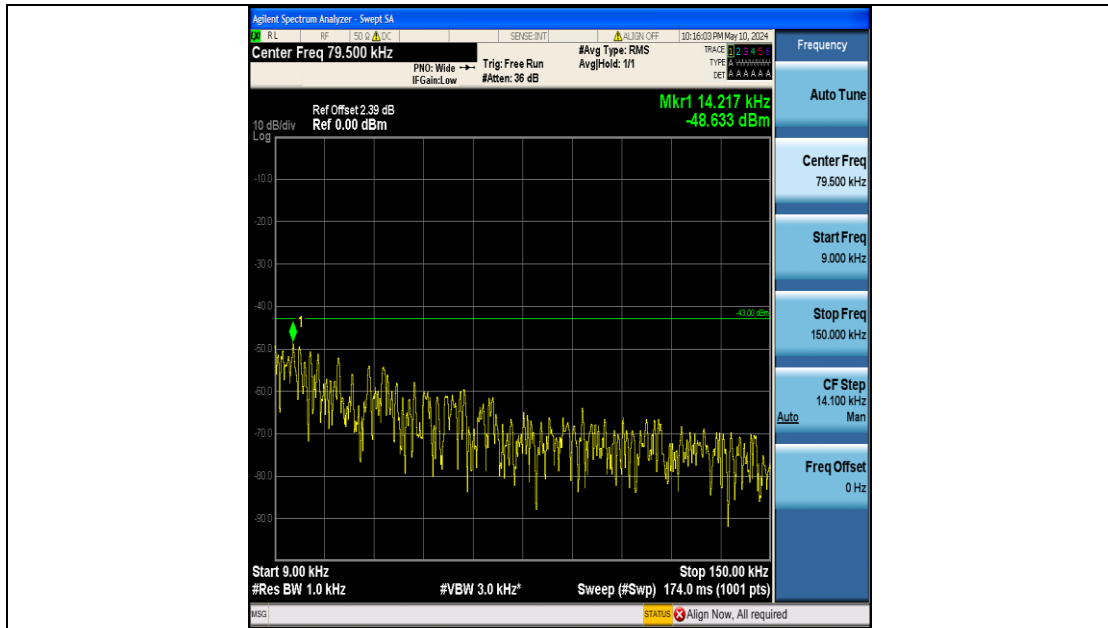 Agilent Spectrum Analyzer - Swept SA
RL RF 50 Ω DC SENSE:INT ALIGN OFF 10:16:03 PM May 10, 2024
Center Freq 79.500 kHz
PNO: Wide
IFGain:Low
Trig: Free Run
#Atten: 36 dB
#Avg Type: RMS
Avg|Hold: 1/1
TRACE 1 2 3 4 5 6
TYPE A WWWWW
DET A A A A A A
Mkr1 14.217 kHz
-48.633 dBm
Ref Offset 2.39 dB
10 dB/div Ref 0.00 dBm
Log
-10.0
-20.0
-30.0
-40.0
-43.00 dBm
1
-50.0
-60.0
-70.0
-80.0
-90.0
Start 9.00 kHz Stop 150.00 kHz
#Res BW 1.0 kHz #VBW 3.0 kHz* Sweep (#Swp) 174.0 ms (1001 pts)
MSG STATUS Align Now, All required
Frequency
Auto Tune
Center Freq
79.500 kHz
Start Freq
9.000 kHz
Stop Freq
150.000 kHz
CF Step
14.100 kHz
Auto Man
Freq Offset
0 Hz